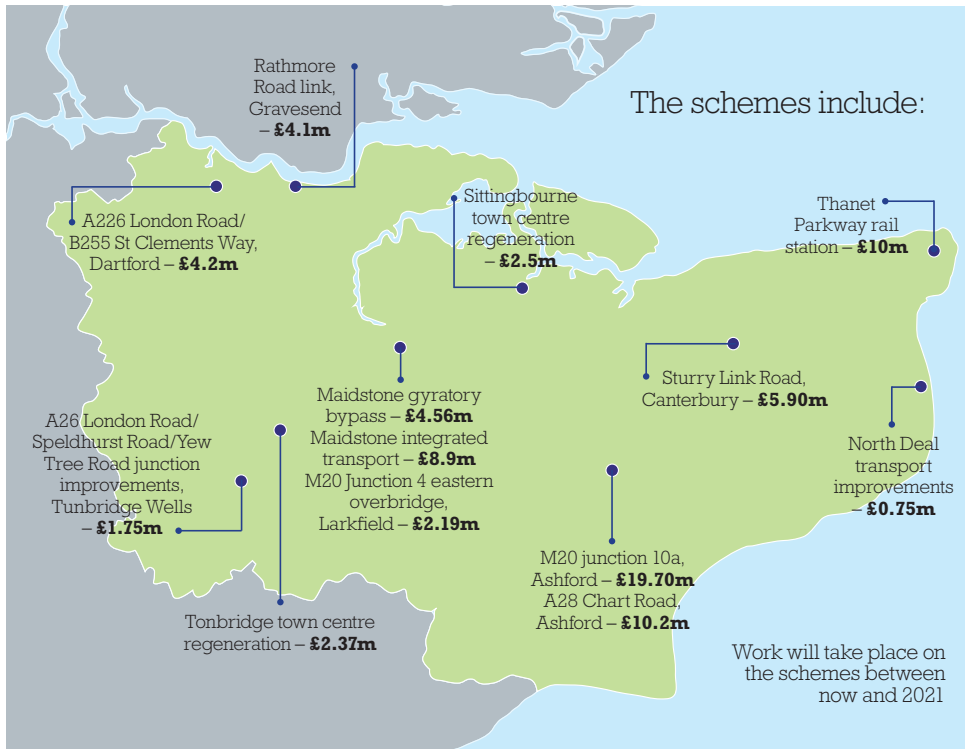 The schemes include:
Rathmore
Road link,
Gravesend
– £4.1m
A226 London Road/
B255 St Clements Way,
Dartford – £4.2m
Sittingbourne
town centre
regeneration
– £2.5m
Thanet
Parkway rail
station – £10m
Maidstone gyratory
bypass – £4.56m
Maidstone integrated
transport – £8.9m
M20 Junction 4 eastern
overbridge,
Larkfield – £2.19m
Sturry Link Road,
Canterbury – £5.90m
A26 London Road/
Speldhurst Road/Yew
Tree Road junction
improvements,
Tunbridge Wells
– £1.75m
North Deal
transport
improvements
– £0.75m
M20 junction 10a,
Ashford – £19.70m
A28 Chart Road,
Ashford – £10.2m
Tonbridge town centre
regeneration – £2.37m
Work will take place on
the schemes between
now and 2021